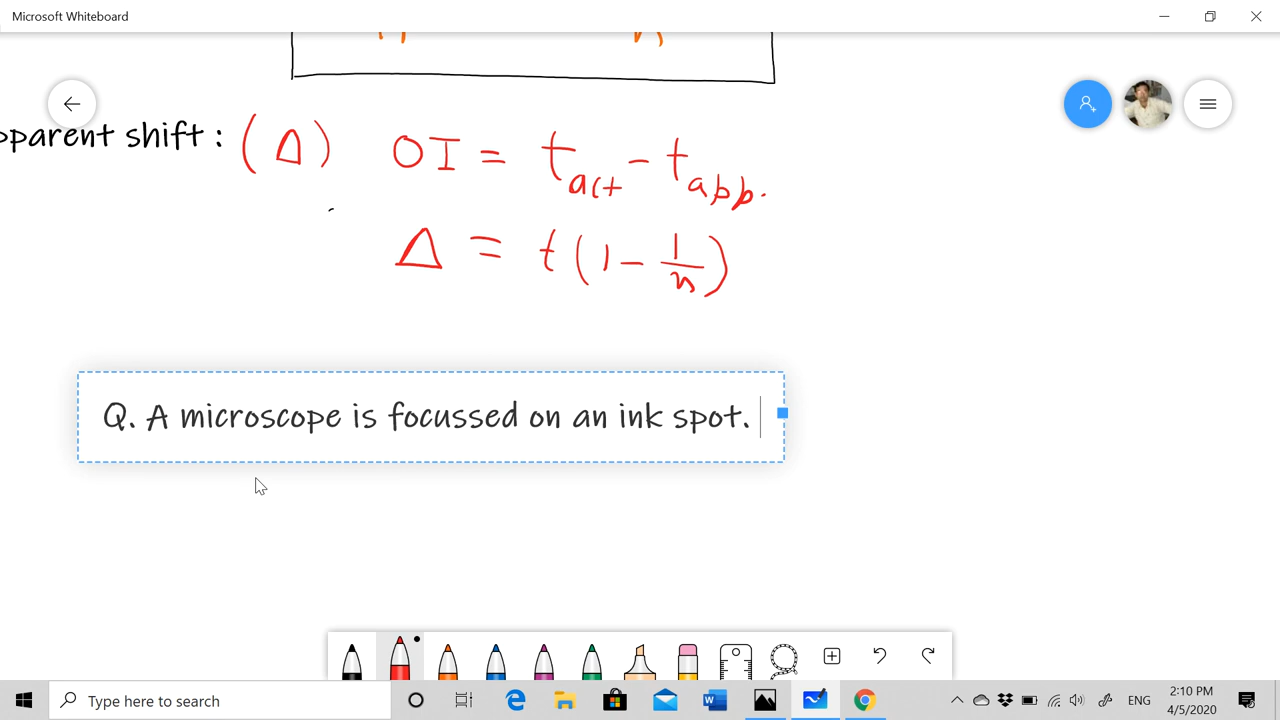 Microsoft Whiteboard
pparent shift : (Δ) OI = t_act - t_app.
Δ = t(1 - 1/n)
Q. A microscope is focussed on an ink spot.
Type here to search
ENG
2:10 PM
4/5/2020